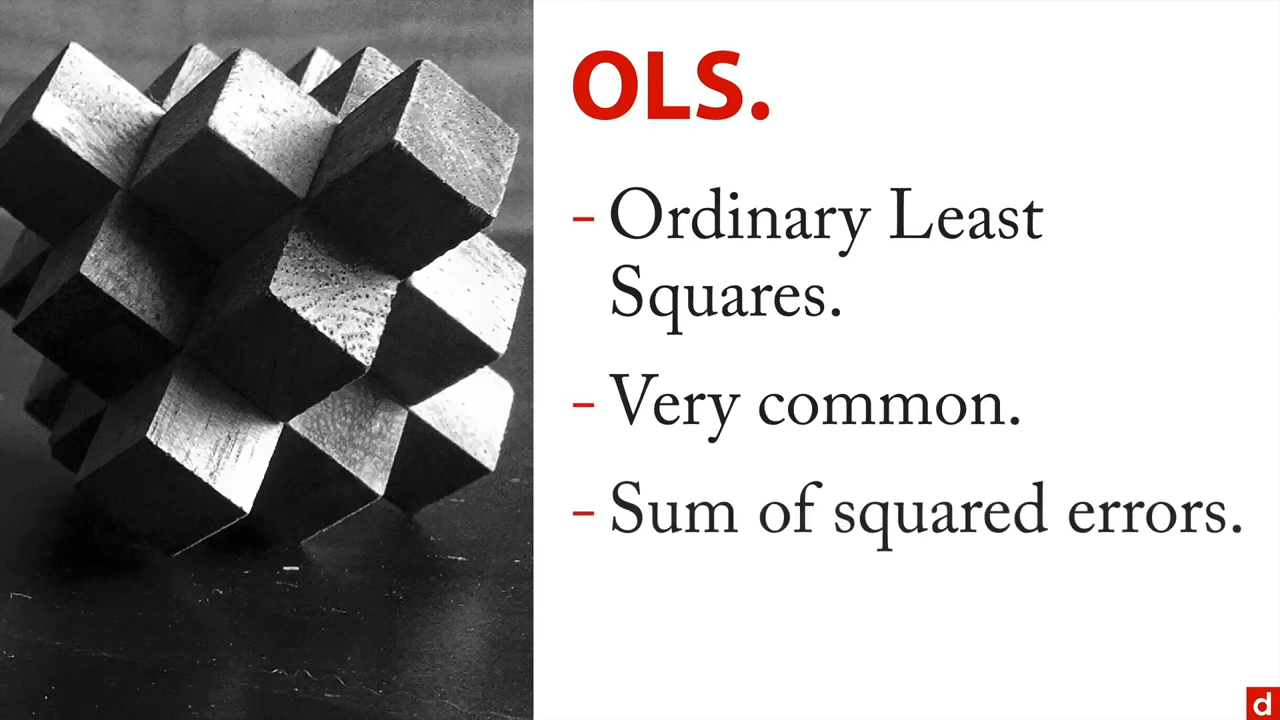 OLS.
- Ordinary Least
Squares.
- Very common.
- Sum of squared errors.
d